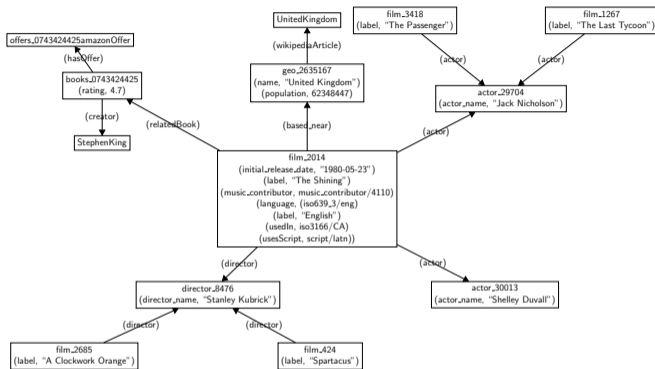 UnitedKingdom
film_3418
(label, "The Passenger")
film_1267
(label, "The Last Tycoon")
offers_0743424425amazonOffer
(hasOffer)
(wikipediaArticle)
books_0743424425
(rating, 4.7)
geo_2635167
(name, "United Kingdom")
(population, 62348447)
(actor)
(actor)
actor_29704
(actor_name, "Jack Nicholson")
(creator)
(relatedBook)
(based_near)
(actor)
StephenKing
film_2014
(initial_release_date, "1980-05-23")
(label, "The Shining")
(music_contributor, music_contributor/4110)
(language, (iso639_3/eng)
(label, "English")
(usedIn, iso3166/CA)
(usesScript, script/latn))
(director)
(actor)
director_8476
(director_name, "Stanley Kubrick")
actor_30013
(actor_name, "Shelley Duvall")
(director)
(director)
film_2685
(label, "A Clockwork Orange")
film_424
(label, "Spartacus")